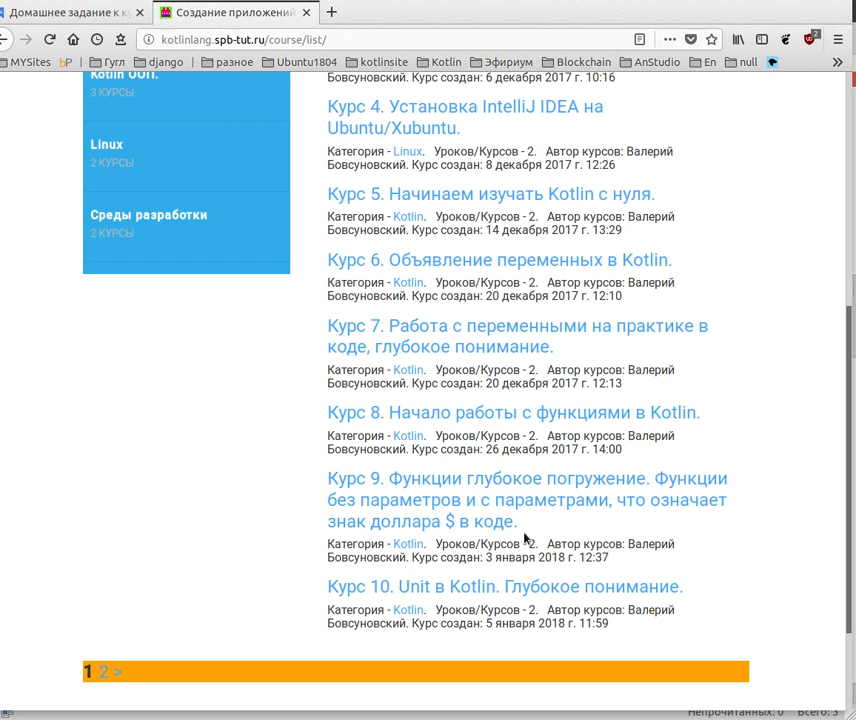 Домашнее задание к ку
Создание приложений
kotlinlang.spb-tut.ru/course/list/
2
MYSites bP Гугл django разное Ubuntu1804 kotlinsite Kotlin Эфириум Blockchain AnStudio En null
Kotlin ООП.
3 КУРСЫ
Linux
2 КУРСЫ
Среды разработки
2 КУРСЫ
Бовсуновский. Курс создан: 6 декабря 2017 г. 10:16
Курс 4. Установка IntelliJ IDEA на
Ubuntu/Xubuntu.
Категория - Linux. Уроков/Курсов - 2. Автор курсов: Валерий
Бовсуновский. Курс создан: 8 декабря 2017 г. 12:26
Курс 5. Начинаем изучать Kotlin с нуля.
Категория - Kotlin. Уроков/Курсов - 2. Автор курсов: Валерий
Бовсуновский. Курс создан: 14 декабря 2017 г. 13:29
Курс 6. Объявление переменных в Kotlin.
Категория - Kotlin. Уроков/Курсов - 2. Автор курсов: Валерий
Бовсуновский. Курс создан: 20 декабря 2017 г. 12:10
Курс 7. Работа с переменными на практике в
коде, глубокое понимание.
Категория - Kotlin. Уроков/Курсов - 2. Автор курсов: Валерий
Бовсуновский. Курс создан: 20 декабря 2017 г. 12:13
Курс 8. Начало работы с функциями в Kotlin.
Категория - Kotlin. Уроков/Курсов - 2. Автор курсов: Валерий
Бовсуновский. Курс создан: 26 декабря 2017 г. 14:00
Курс 9. Функции глубокое погружение. Функции
без параметров и с параметрами, что означает
знак доллара $ в коде.
Категория - Kotlin. Уроков/Курсов - 2. Автор курсов: Валерий
Бовсуновский. Курс создан: 3 января 2018 г. 12:37
Курс 10. Unit в Kotlin. Глубокое понимание.
Категория - Kotlin. Уроков/Курсов - 2. Автор курсов: Валерий
Бовсуновский. Курс создан: 5 января 2018 г. 11:59
1 2 >
Непрочитанных: 0 Всего: 3